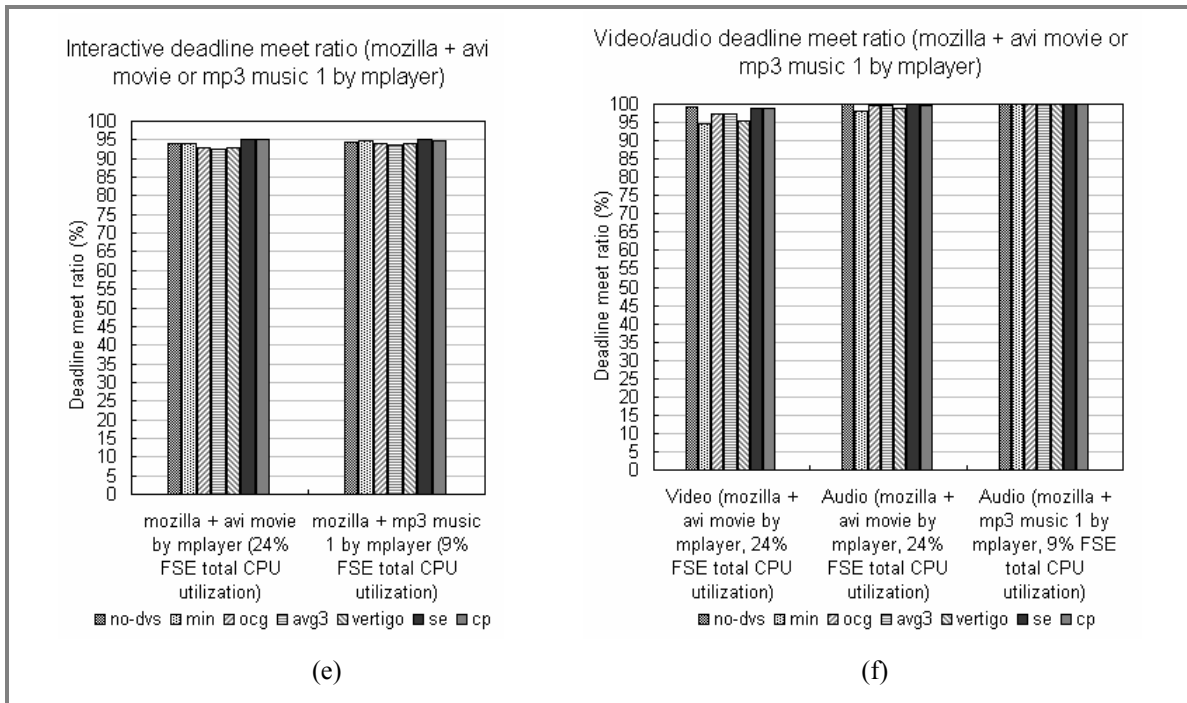 Interactive deadline meet ratio (mozilla + avi
movie or mp3 music 1 by mplayer)
Deadline meet ratio (%)
100
95
90
85
80
75
70
65
60
55
50
45
40
35
30
25
20
15
10
5
0
mozilla + avi movie
by mplayer (24%
FSE total CPU
utilization)
mozilla + mp3 music
1 by mplayer (9%
FSE total CPU
utilization)
no-dvs min ocg avg3 vertigo se cp
(e)
Video/audio deadline meet ratio (mozilla + avi movie or
mp3 music 1 by mplayer)
Deadline meet ratio (%)
100
95
90
85
80
75
70
65
60
55
50
45
40
35
30
25
20
15
10
5
0
Video (mozilla +
avi movie by
mplayer, 24%
FSE total CPU
utilization)
Audio (mozilla +
avi movie by
mplayer, 24%
FSE total CPU
utilization)
Audio (mozilla +
mp3 music 1 by
mplayer, 9% FSE
total CPU
utilization)
no-dvs min ocg avg3 vertigo se cp
(f)